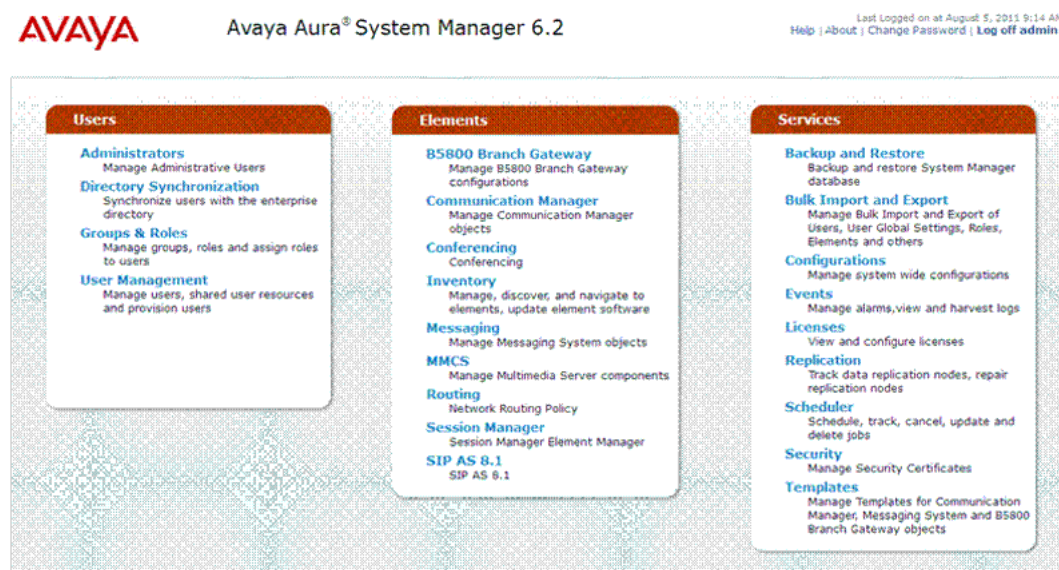 AVAYA
Avaya Aura® System Manager 6.2
Last Logged on at August 5, 2011 9:14 AM
Help | About | Change Password | Log off admin
Users
Administrators
Manage Administrative Users
Directory Synchronization
Synchronize users with the enterprise
directory
Groups & Roles
Manage groups, roles and assign roles
to users
User Management
Manage users, shared user resources
and provision users
Elements
B5800 Branch Gateway
Manage B5800 Branch Gateway
configurations
Communication Manager
Manage Communication Manager
objects
Conferencing
Conferencing
Inventory
Manage, discover, and navigate to
elements, update element software
Messaging
Manage Messaging System objects
MMCS
Manage Multimedia Server components
Routing
Network Routing Policy
Session Manager
Session Manager Element Manager
SIP AS 8.1
SIP AS 8.1
Services
Backup and Restore
Backup and restore System Manager
database
Bulk Import and Export
Manage Bulk Import and Export of
Users, User Global Settings, Roles,
Elements and others
Configurations
Manage system wide configurations
Events
Manage alarms,view and harvest logs
Licenses
View and configure licenses
Replication
Track data replication nodes, repair
replication nodes
Scheduler
Schedule, track, cancel, update and
delete jobs
Security
Manage Security Certificates
Templates
Manage Templates for Communication
Manager, Messaging System and B5800
Branch Gateway objects